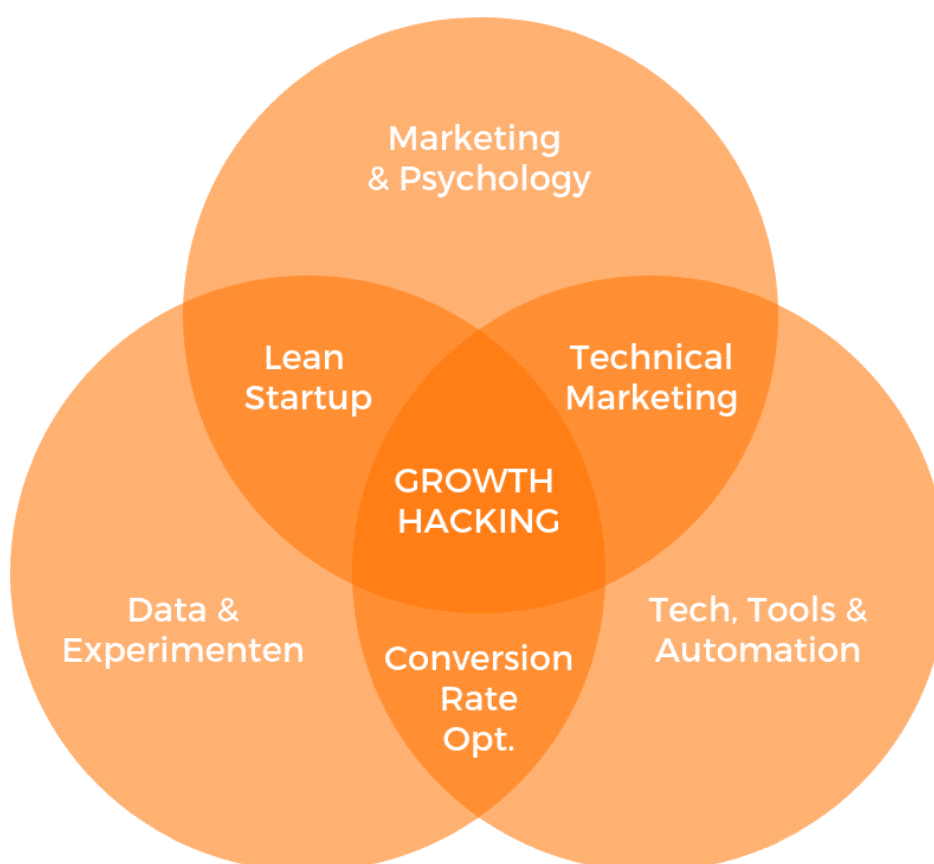 Marketing
& Psychology
Lean
Startup
Technical
Marketing
GROWTH
HACKING
Data &
Experimenten
Tech, Tools &
Automation
Conversion
Rate
Opt.